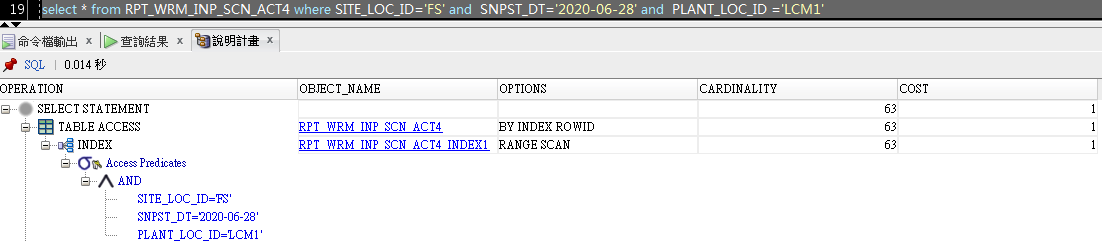 19 select * from RPT_WRM_INP_SCN_ACT4 where SITE_LOC_ID='FS' and SNPST_DT='2020-06-28' and PLANT_LOC_ID ='LCM1'
命令檔輸出 × 查詢結果 × 說明計畫 ×
SQL | 0.014 秒
OPERATION OBJECT_NAME OPTIONS CARDINALITY COST
SELECT STATEMENT 63 1
TABLE ACCESS RPT_WRM_INP_SCN_ACT4 BY INDEX ROWID 63 1
INDEX RPT_WRM_INP_SCN_ACT4_INDEX1 RANGE SCAN 63 1
Access Predicates
AND
SITE_LOC_ID='FS'
SNPST_DT='2020-06-28'
PLANT_LOC_ID='LCM1'